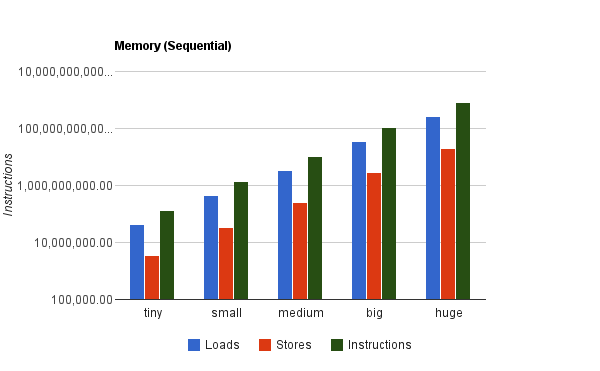 Memory (Sequential)
10,000,000,000...
100,000,000,00...
1,000,000,000.00
10,000,000.00
100,000.00
Instructions
tiny small medium big huge
Loads Stores Instructions